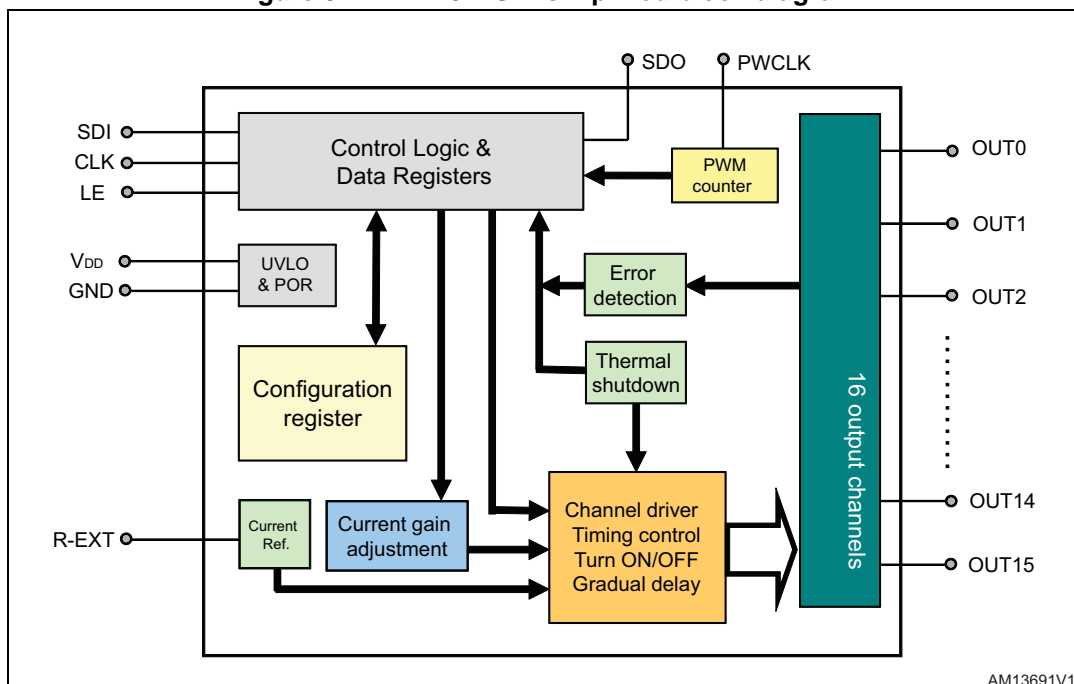 SDO
PWCLK
SDI
CLK
LE
Control Logic &
Data Registers
PWM
counter
OUT0
OUT1
VDD
GND
UVLO
& POR
Error
detection
OUT2
Thermal
shutdown
Configuration
register
16 output channels
R-EXT
Current
Ref.
Current gain
adjustment
Channel driver
Timing control
Turn ON/OFF
Gradual delay
OUT14
OUT15
AM13691V1